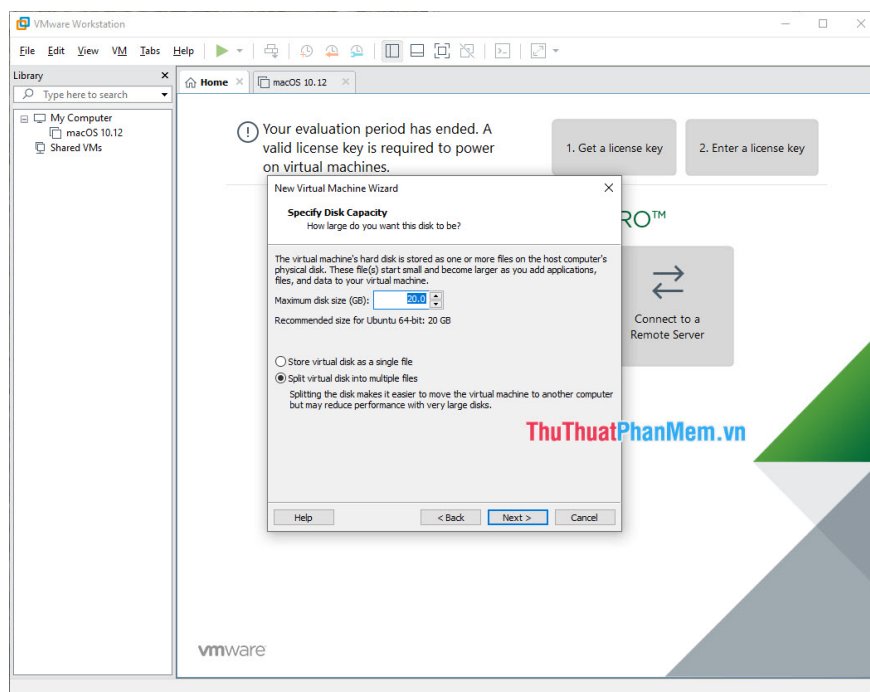 VMware Workstation
File Edit View VM Tabs Help
Library
Type here to search
My Computer
macOS 10.12
Shared VMs
Home
macOS 10.12
Your evaluation period has ended. A
valid license key is required to power
on virtual machines.
1. Get a license key
2. Enter a license key
RO™
Connect to a
Remote Server
New Virtual Machine Wizard
Specify Disk Capacity
How large do you want this disk to be?
The virtual machine's hard disk is stored as one or more files on the host computer's
physical disk. These file(s) start small and become larger as you add applications,
files, and data to your virtual machine.
Maximum disk size (GB): 20.0
Recommended size for Ubuntu 64-bit: 20 GB
Store virtual disk as a single file
Split virtual disk into multiple files
Splitting the disk makes it easier to move the virtual machine to another computer
but may reduce performance with very large disks.
ThuThuatPhanMem.vn
Help
< Back
Next >
Cancel
vmware